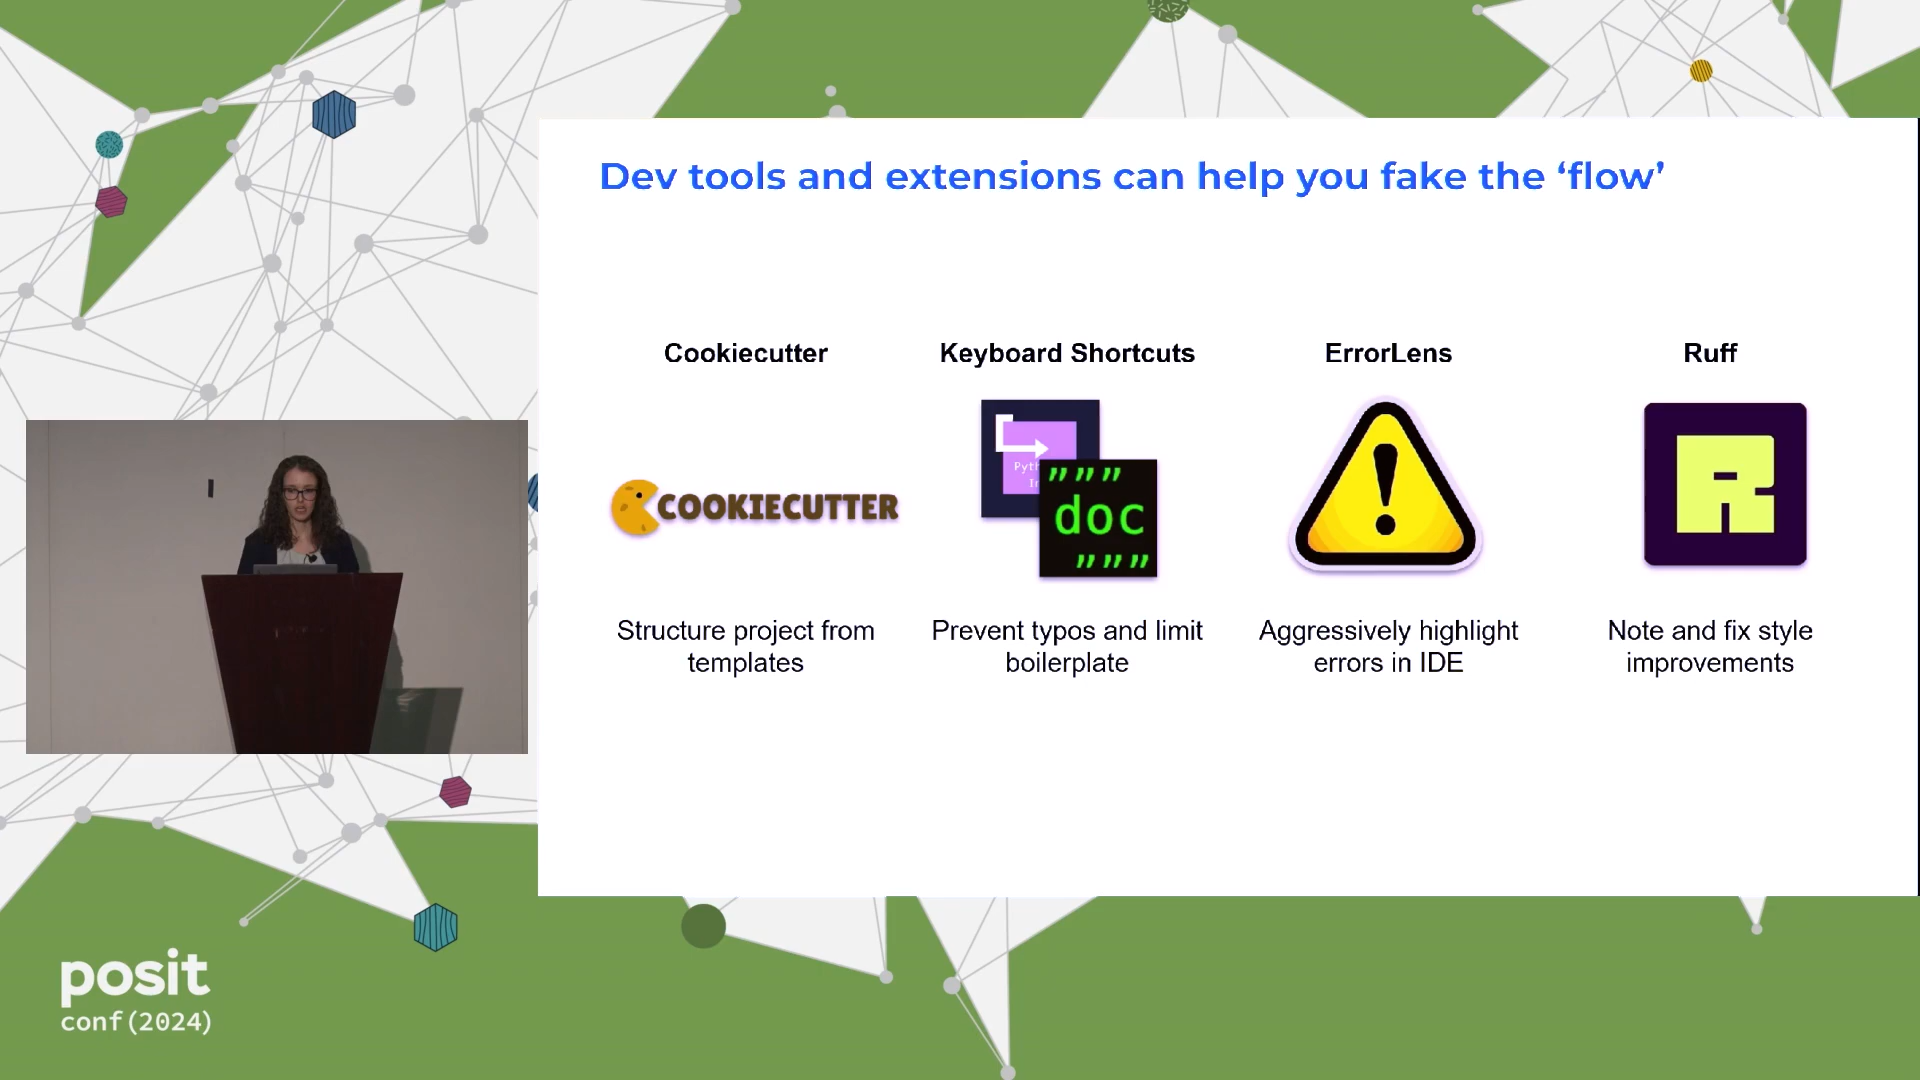 Dev tools and extensions can help you fake the ‘flow’
Cookiecutter
Keyboard Shortcuts
ErrorLens
Ruff
COOKIECUTTER
”””
doc
”””
R
Structure project from
templates
Prevent typos and limit
boilerplate
Aggressively highlight
errors in IDE
Note and fix style
improvements
posit
conf(2024)